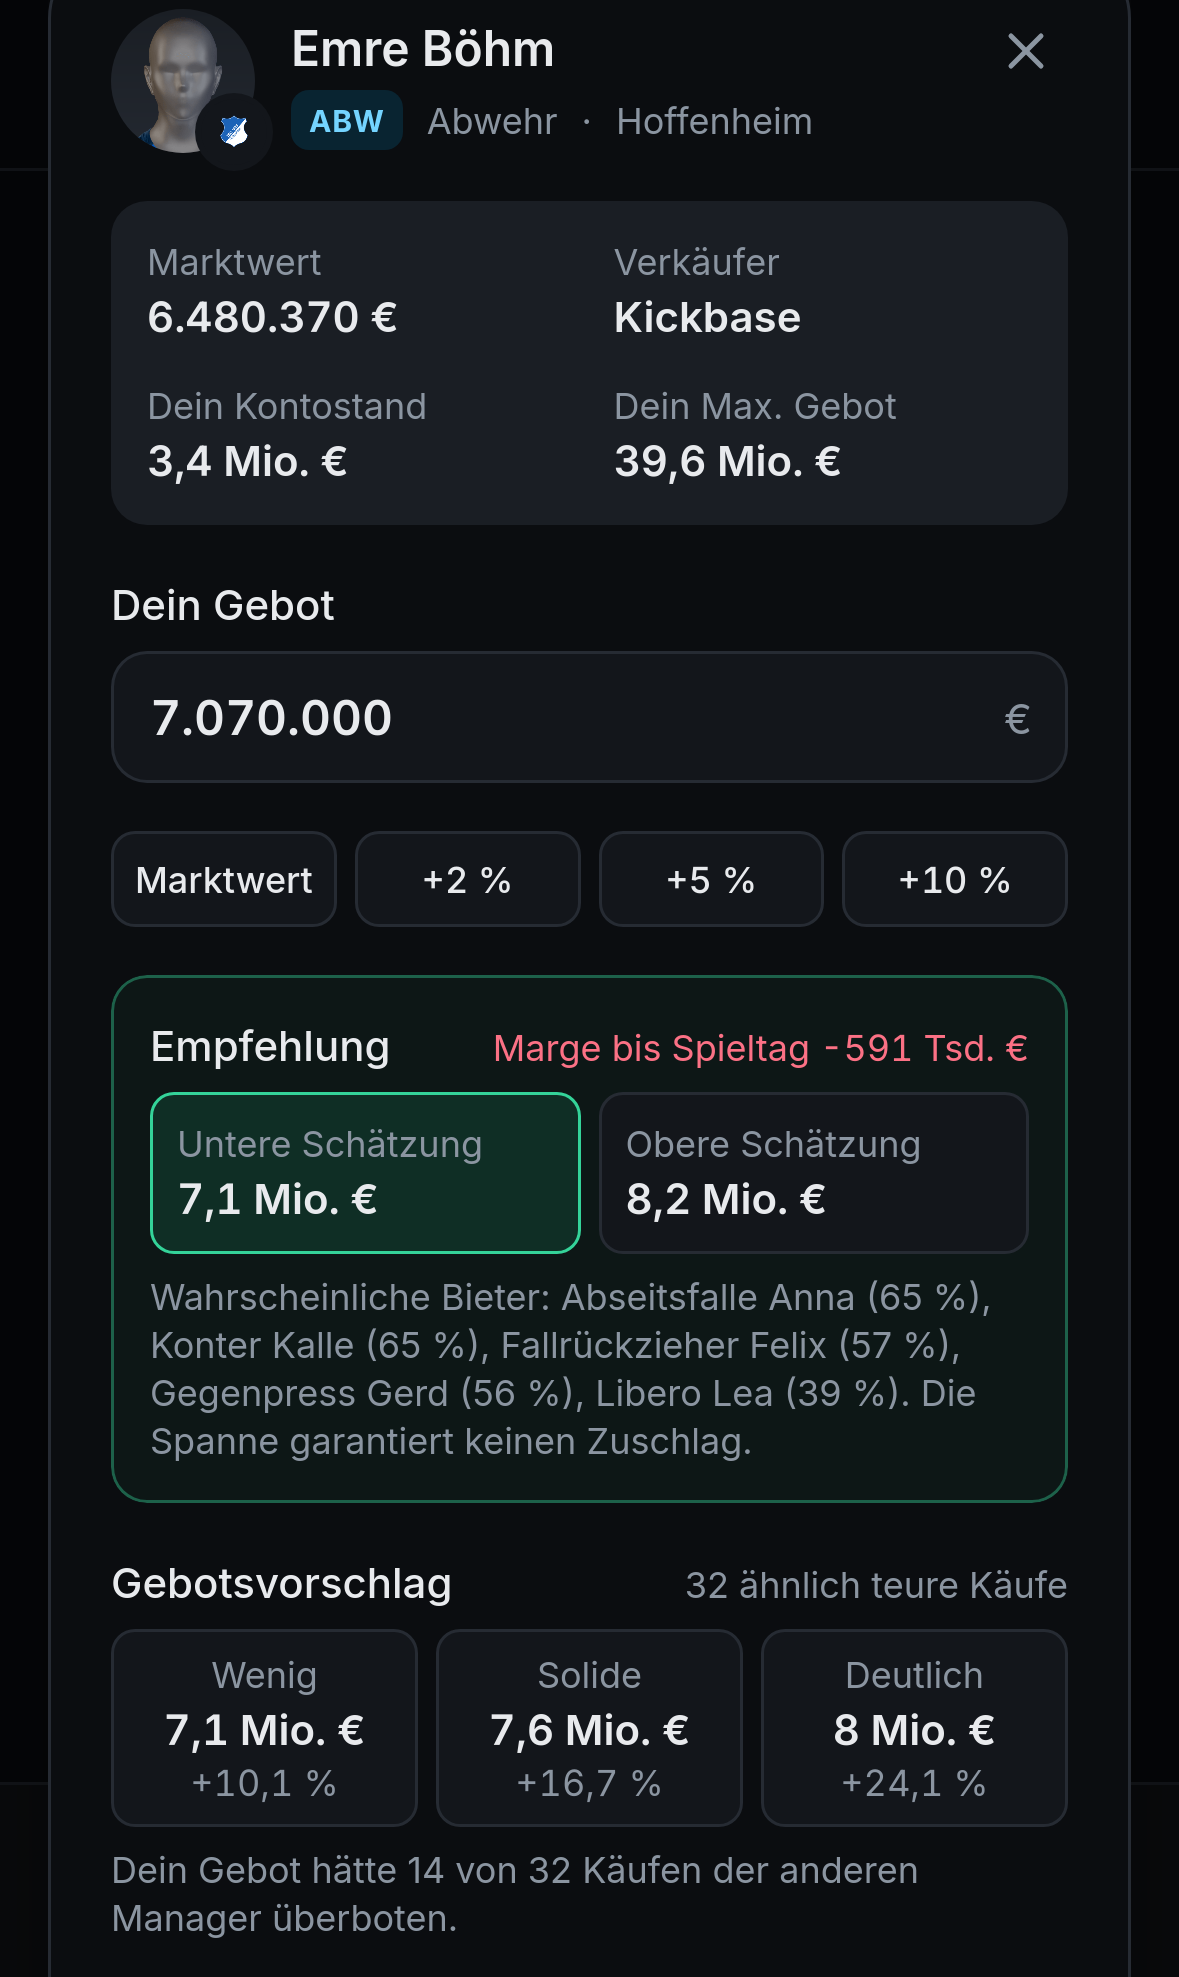 Emre Böhm
ABW Abwehr · Hoffenheim
Marktwert Verkäufer
6.480.370 € Kickbase
Dein Kontostand Dein Max. Gebot
3,4 Mio. € 39,6 Mio. €
Dein Gebot
7.070.000 €
Marktwert +2 % +5 % +10 %
Empfehlung Marge bis Spieltag -591 Tsd. €
Untere Schätzung Obere Schätzung
7,1 Mio. € 8,2 Mio. €
Wahrscheinliche Bieter: Abseitsfalle Anna (65 %),
Konter Kalle (65 %), Fallrückzieher Felix (57 %),
Gegenpress Gerd (56 %), Libero Lea (39 %). Die
Spanne garantiert keinen Zuschlag.
Gebotsvorschlag 32 ähnlich teure Käufe
Wenig Solide Deutlich
7,1 Mio. € 7,6 Mio. € 8 Mio. €
+10,1 % +16,7 % +24,1 %
Dein Gebot hätte 14 von 32 Käufen der anderen
Manager überboten.